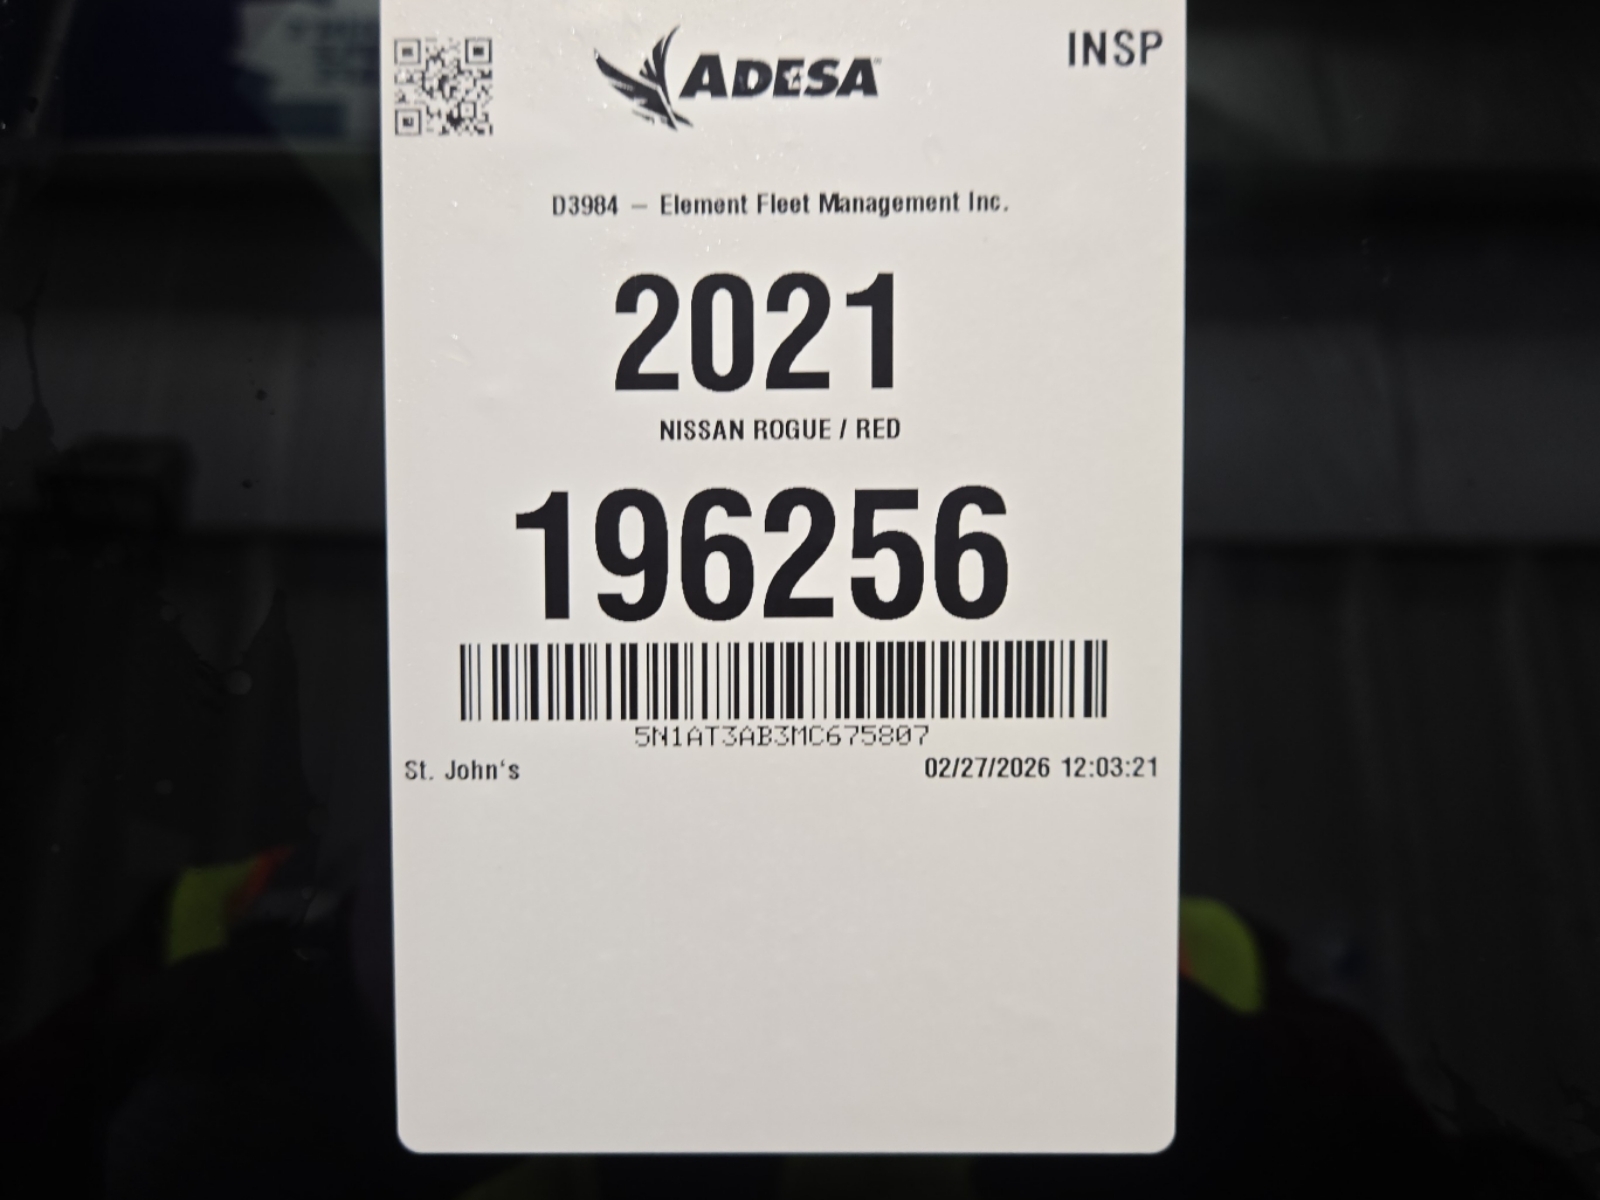 ADESA
INSP
D3984 – Element Fleet Management Inc.
2021
NISSAN ROGUE / RED
196256
5N1AT3AB3MC675807
St. John‘s
02/27/2026 12:03:21